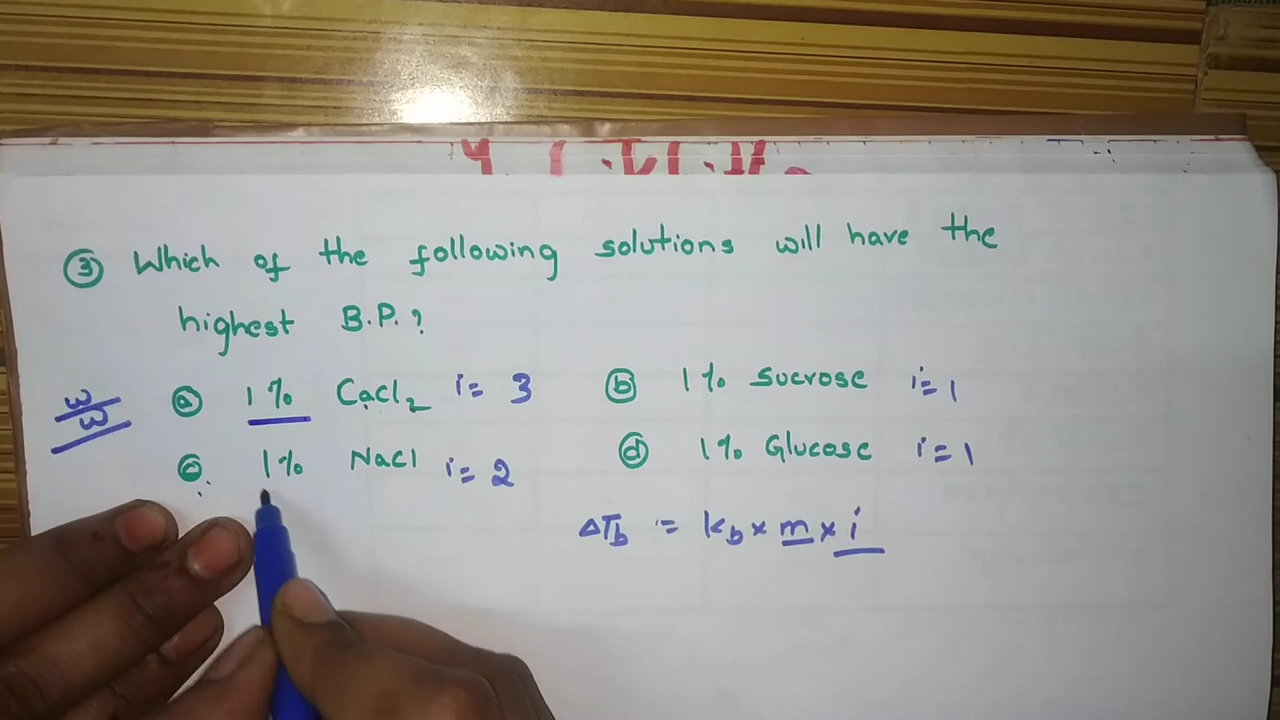 ③ Which of the following solutions will have the
highest B.P.?
w/w
ⓐ 1% CaCl₂ i = 3 ⓑ 1% Sucrose i = 1
ⓒ 1% NaCl i = 2 ⓓ 1% Glucose i = 1
ΔTb = kb × m × i